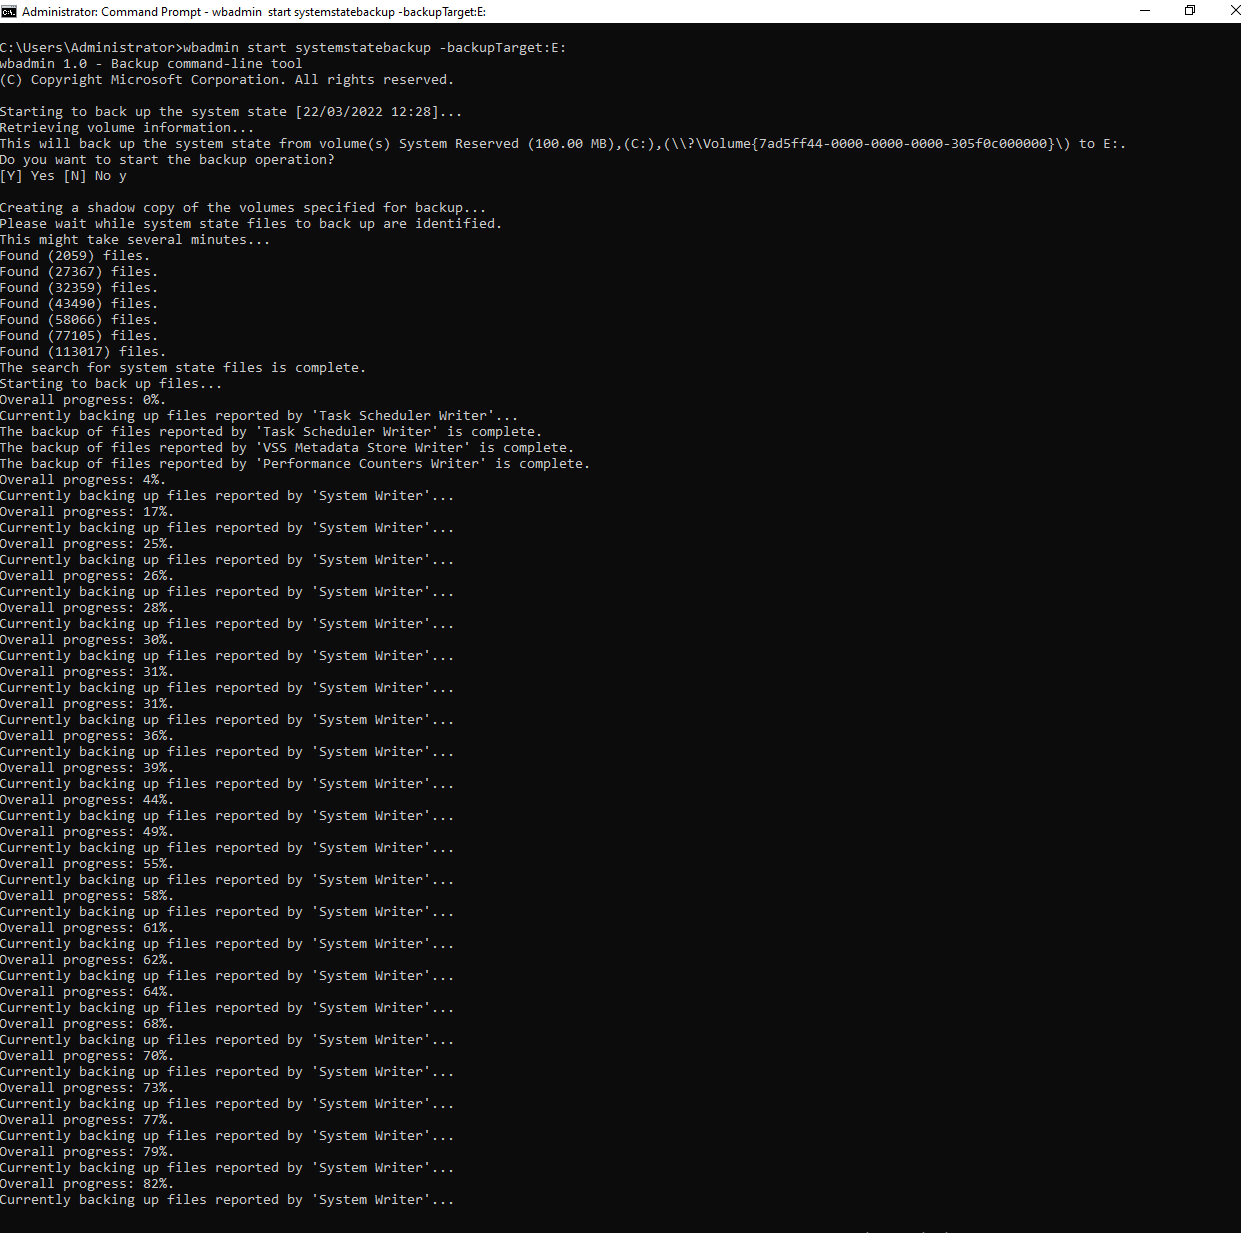 Administrator: Command Prompt - wbadmin  start systemstatebackup -backupTarget:E:
C:\Users\Administrator>wbadmin start systemstatebackup -backupTarget:E:
wbadmin 1.0 - Backup command-line tool
(C) Copyright Microsoft Corporation. All rights reserved.
Starting to back up the system state [22/03/2022 12:28]...
Retrieving volume information...
This will back up the system state from volume(s) System Reserved (100.00 MB),(C:),(\\?\Volume{7ad5ff44-0000-0000-0000-305f0c000000}\) to E:.
Do you want to start the backup operation?
[Y] Yes [N] No y
Creating a shadow copy of the volumes specified for backup...
Please wait while system state files to back up are identified.
This might take several minutes...
Found (2059) files.
Found (27367) files.
Found (32359) files.
Found (43490) files.
Found (58066) files.
Found (77105) files.
Found (113017) files.
The search for system state files is complete.
Starting to back up files...
Overall progress: 0%.
Currently backing up files reported by 'Task Scheduler Writer'...
The backup of files reported by 'Task Scheduler Writer' is complete.
The backup of files reported by 'VSS Metadata Store Writer' is complete.
The backup of files reported by 'Performance Counters Writer' is complete.
Overall progress: 4%.
Currently backing up files reported by 'System Writer'...
Overall progress: 17%.
Currently backing up files reported by 'System Writer'...
Overall progress: 25%.
Currently backing up files reported by 'System Writer'...
Overall progress: 26%.
Currently backing up files reported by 'System Writer'...
Overall progress: 28%.
Currently backing up files reported by 'System Writer'...
Overall progress: 30%.
Currently backing up files reported by 'System Writer'...
Overall progress: 31%.
Currently backing up files reported by 'System Writer'...
Overall progress: 31%.
Currently backing up files reported by 'System Writer'...
Overall progress: 36%.
Currently backing up files reported by 'System Writer'...
Overall progress: 39%.
Currently backing up files reported by 'System Writer'...
Overall progress: 44%.
Currently backing up files reported by 'System Writer'...
Overall progress: 49%.
Currently backing up files reported by 'System Writer'...
Overall progress: 55%.
Currently backing up files reported by 'System Writer'...
Overall progress: 58%.
Currently backing up files reported by 'System Writer'...
Overall progress: 61%.
Currently backing up files reported by 'System Writer'...
Overall progress: 62%.
Currently backing up files reported by 'System Writer'...
Overall progress: 64%.
Currently backing up files reported by 'System Writer'...
Overall progress: 68%.
Currently backing up files reported by 'System Writer'...
Overall progress: 70%.
Currently backing up files reported by 'System Writer'...
Overall progress: 73%.
Currently backing up files reported by 'System Writer'...
Overall progress: 77%.
Currently backing up files reported by 'System Writer'...
Overall progress: 79%.
Currently backing up files reported by 'System Writer'...
Overall progress: 82%.
Currently backing up files reported by 'System Writer'...